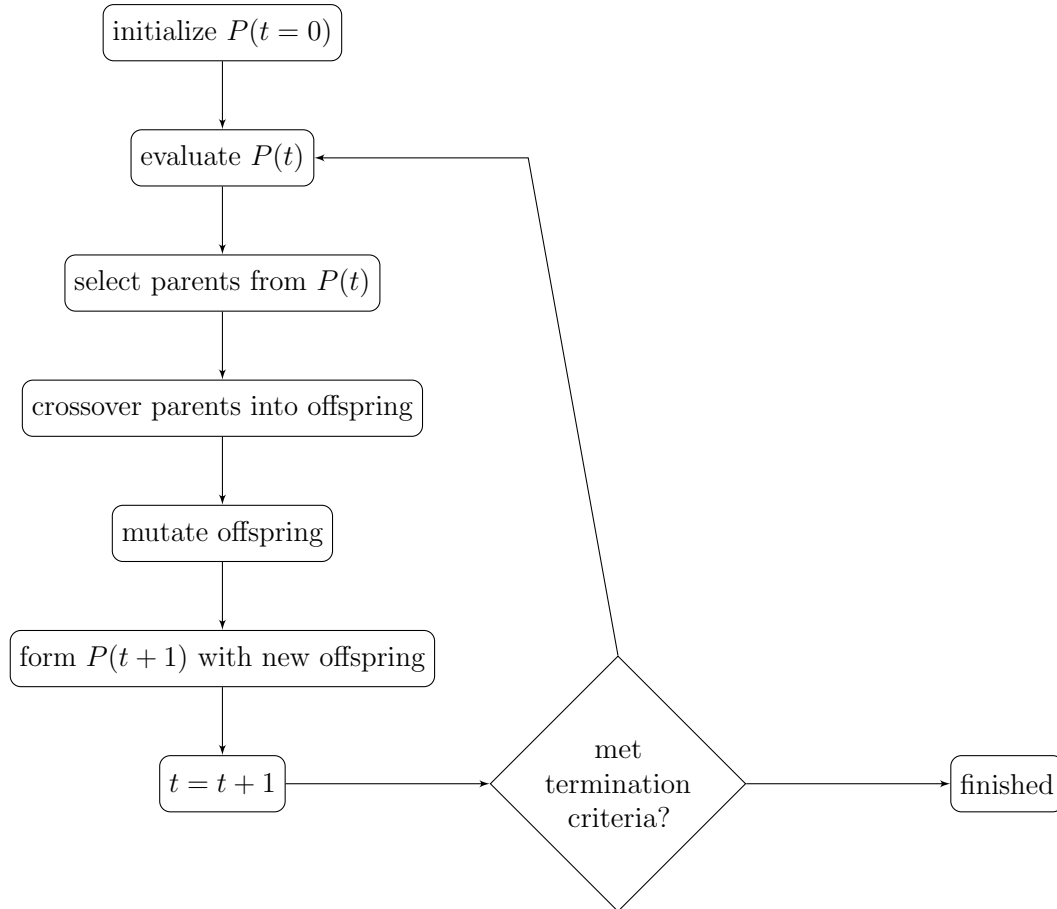 initialize P(t = 0)
evaluate P(t)
select parents from P(t)
crossover parents into offspring
mutate offspring
form P(t + 1) with new offspring
t = t + 1
met
termination
criteria?
finished